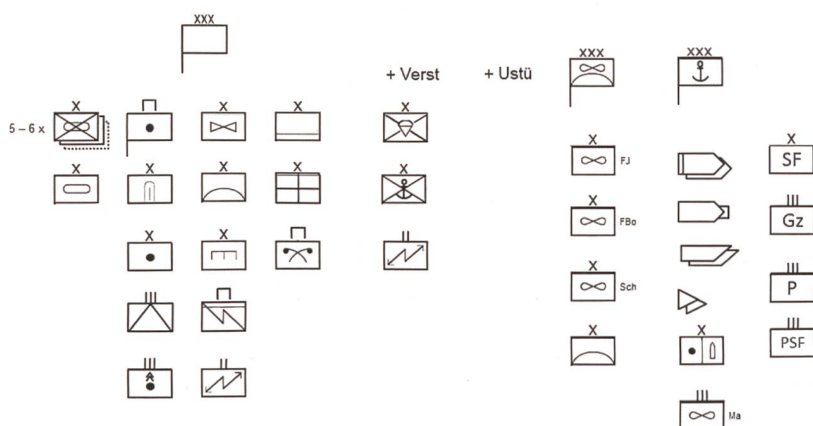 XXX
+ Verst + Ustü XXX XXX
5 – 6 x X X X X
X X X X X X X SF
FJ
X X X II X III Gz
FBo
III X III P
Sch
III II X X III PSF
III
Ma